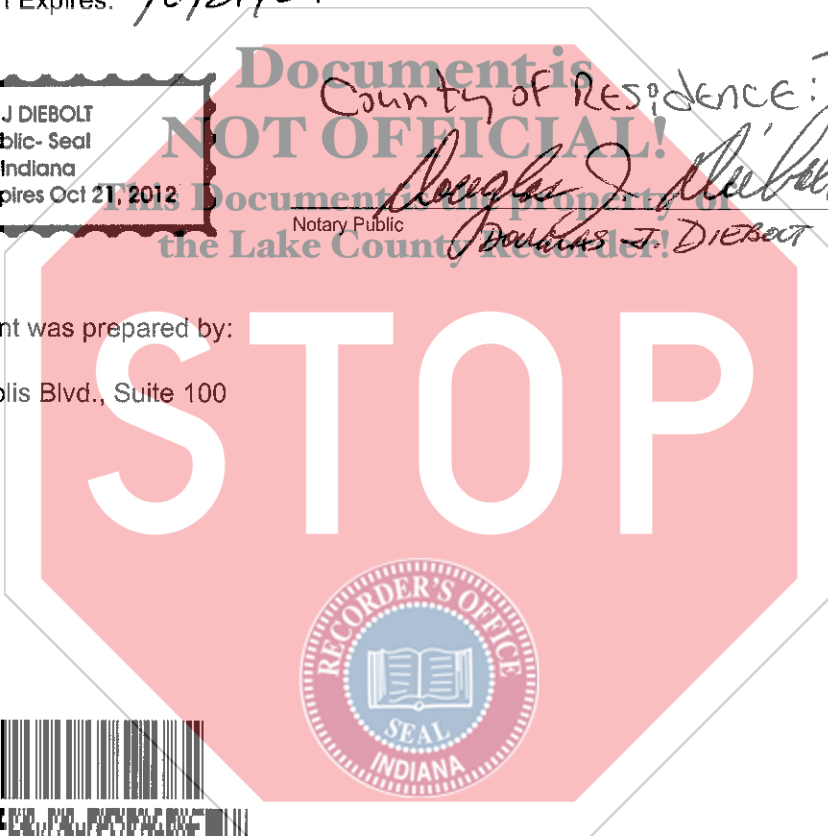 Expires:
Document is
County of Residence:
NOT OFFICIAL!
J DIEBOLT
blic- Seal
Indiana
pires Oct 21, 2012
This Document is the property of
Douglas J. Diebolt
Notary Public
DOUGLAS J. DIEBOLT
the Lake County Recorder!
nt was prepared by:
lis Blvd., Suite 100
STOP
RECORDER'S OFFICE
SEAL
INDIANA